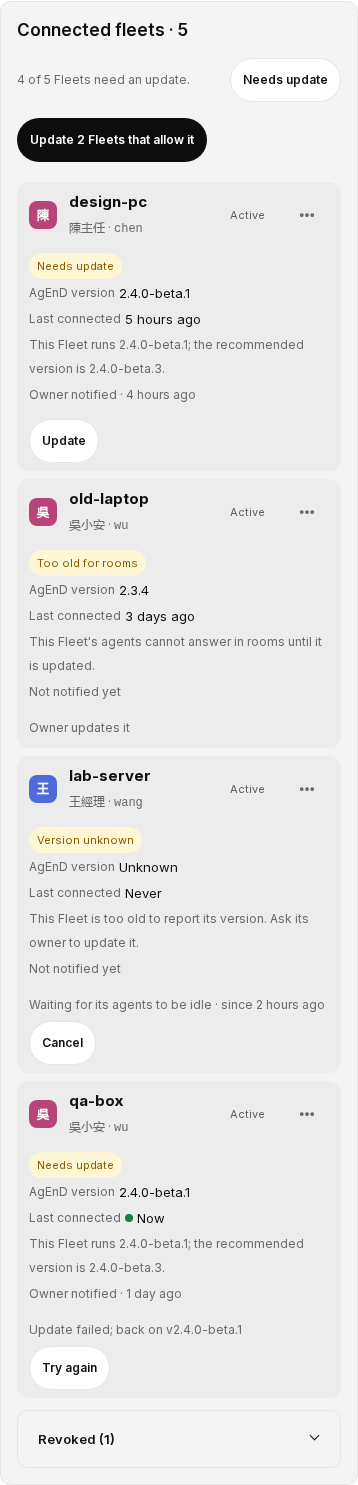 Connected fleets · 5
4 of 5 Fleets need an update.
Needs update
Update 2 Fleets that allow it
陳
design-pc
陳主任 · chen
Active
Needs update
AgEnD version 2.4.0-beta.1
Last connected 5 hours ago
This Fleet runs 2.4.0-beta.1; the recommended
version is 2.4.0-beta.3.
Owner notified · 4 hours ago
Update
吳
old-laptop
吳小安 · wu
Active
Too old for rooms
AgEnD version 2.3.4
Last connected 3 days ago
This Fleet's agents cannot answer in rooms until it
is updated.
Not notified yet
Owner updates it
王
lab-server
王經理 · wang
Active
Version unknown
AgEnD version Unknown
Last connected Never
This Fleet is too old to report its version. Ask its
owner to update it.
Not notified yet
Waiting for its agents to be idle · since 2 hours ago
Cancel
吳
qa-box
吳小安 · wu
Active
Needs update
AgEnD version 2.4.0-beta.1
Last connected Now
This Fleet runs 2.4.0-beta.1; the recommended
version is 2.4.0-beta.3.
Owner notified · 1 day ago
Update failed; back on v2.4.0-beta.1
Try again
Revoked (1)